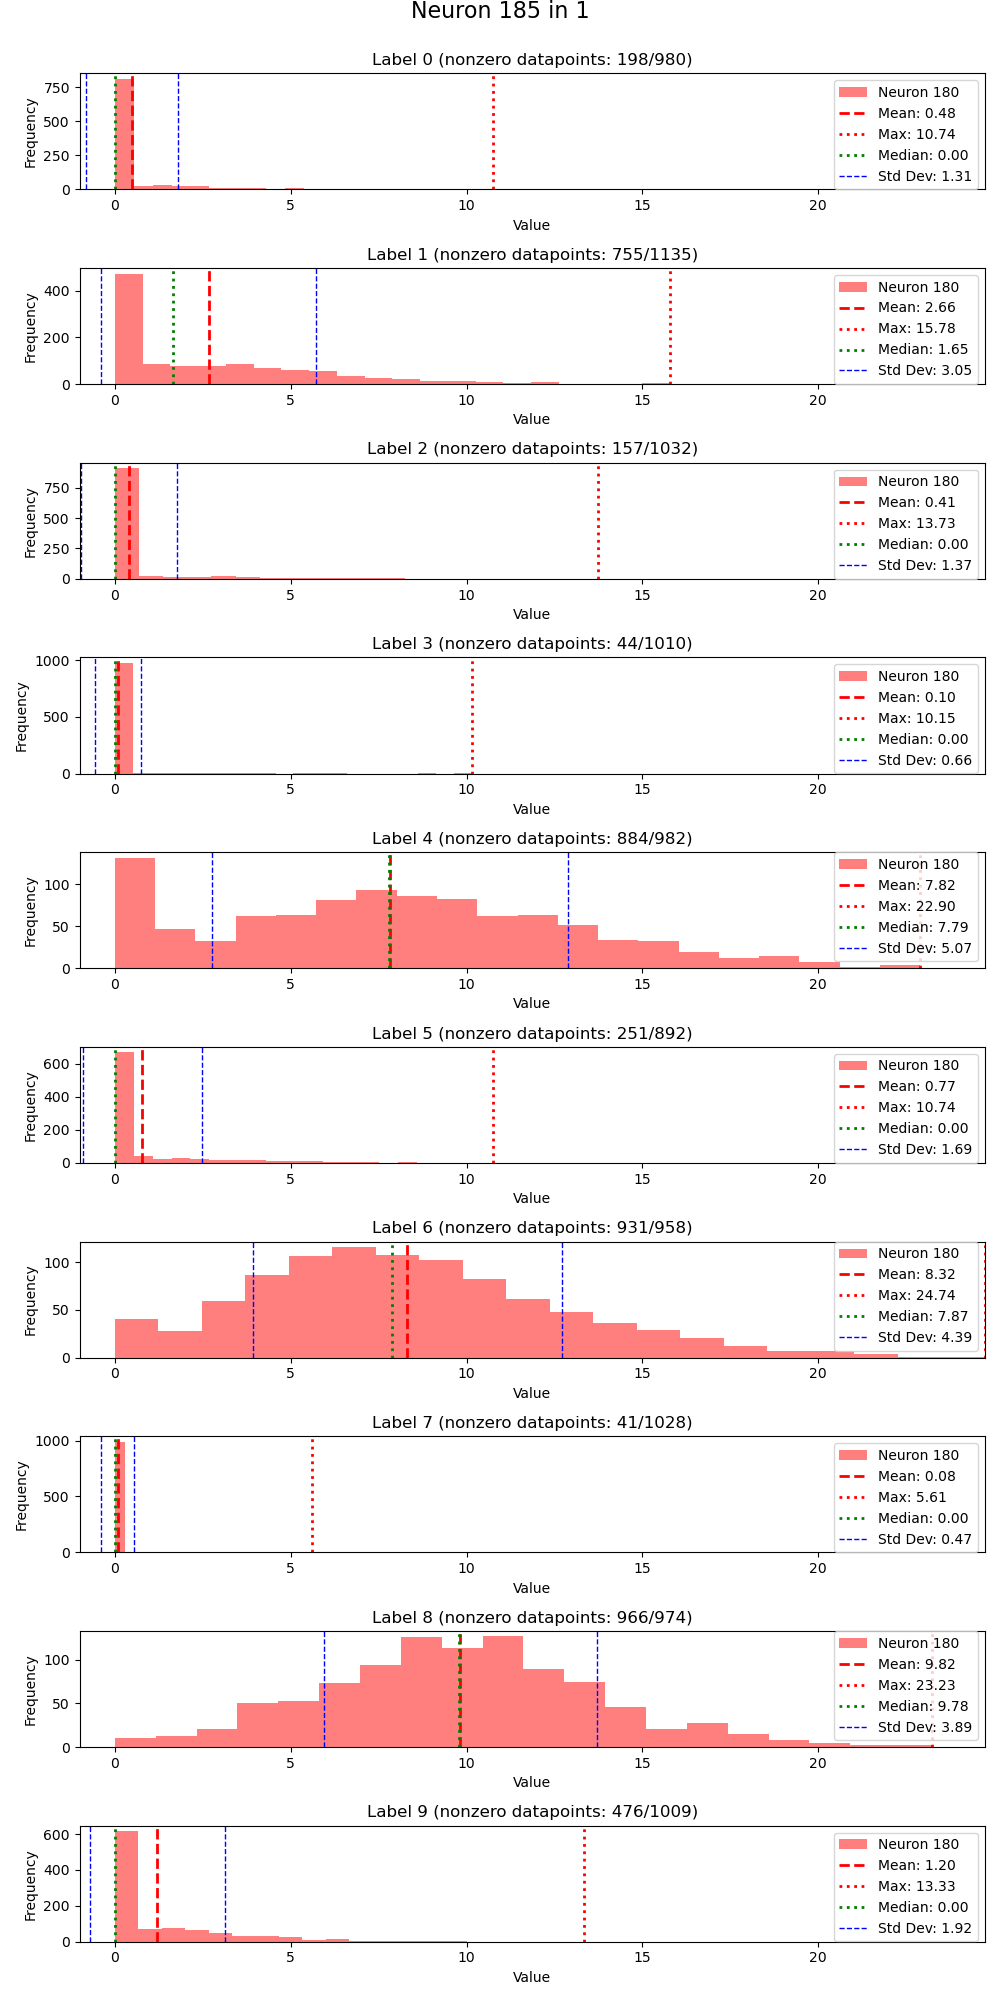 Neuron 185 in 1
Label 0 (nonzero datapoints: 198/980)
Frequency
750
500
250
0
Neuron 180
Mean: 0.48
Max: 10.74
Median: 0.00
Std Dev: 1.31
0 5 10 15 20
Value
Label 1 (nonzero datapoints: 755/1135)
Frequency
400
200
0
Neuron 180
Mean: 2.66
Max: 15.78
Median: 1.65
Std Dev: 3.05
0 5 10 15 20
Value
Label 2 (nonzero datapoints: 157/1032)
Frequency
750
500
250
0
Neuron 180
Mean: 0.41
Max: 13.73
Median: 0.00
Std Dev: 1.37
0 5 10 15 20
Value
Label 3 (nonzero datapoints: 44/1010)
Frequency
1000
500
0
Neuron 180
Mean: 0.10
Max: 10.15
Median: 0.00
Std Dev: 0.66
0 5 10 15 20
Value
Label 4 (nonzero datapoints: 884/982)
Frequency
100
50
0
Neuron 180
Mean: 7.82
Max: 22.90
Median: 7.79
Std Dev: 5.07
0 5 10 15 20
Value
Label 5 (nonzero datapoints: 251/892)
Frequency
600
400
200
0
Neuron 180
Mean: 0.77
Max: 10.74
Median: 0.00
Std Dev: 1.69
0 5 10 15 20
Value
Label 6 (nonzero datapoints: 931/958)
Frequency
100
50
0
Neuron 180
Mean: 8.32
Max: 24.74
Median: 7.87
Std Dev: 4.39
0 5 10 15 20
Value
Label 7 (nonzero datapoints: 41/1028)
Frequency
1000
500
0
Neuron 180
Mean: 0.08
Max: 5.61
Median: 0.00
Std Dev: 0.47
0 5 10 15 20
Value
Label 8 (nonzero datapoints: 966/974)
Frequency
100
50
0
Neuron 180
Mean: 9.82
Max: 23.23
Median: 9.78
Std Dev: 3.89
0 5 10 15 20
Value
Label 9 (nonzero datapoints: 476/1009)
Frequency
600
400
200
0
Neuron 180
Mean: 1.20
Max: 13.33
Median: 0.00
Std Dev: 1.92
0 5 10 15 20
Value